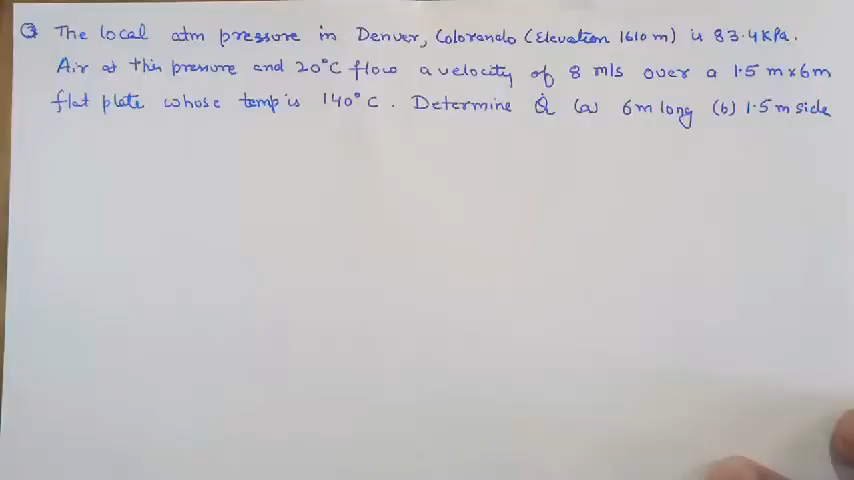 Q The local atm pressure in Denver, Colorando (Elevation 1610 m) is 83.4 kPa.
Air at this pressure and 20°C flow a velocity of 8 m/s over a 1.5 m x 6m
flat plate whose temp is 140°C. Determine Q̇ (a) 6m long (b) 1.5 m side